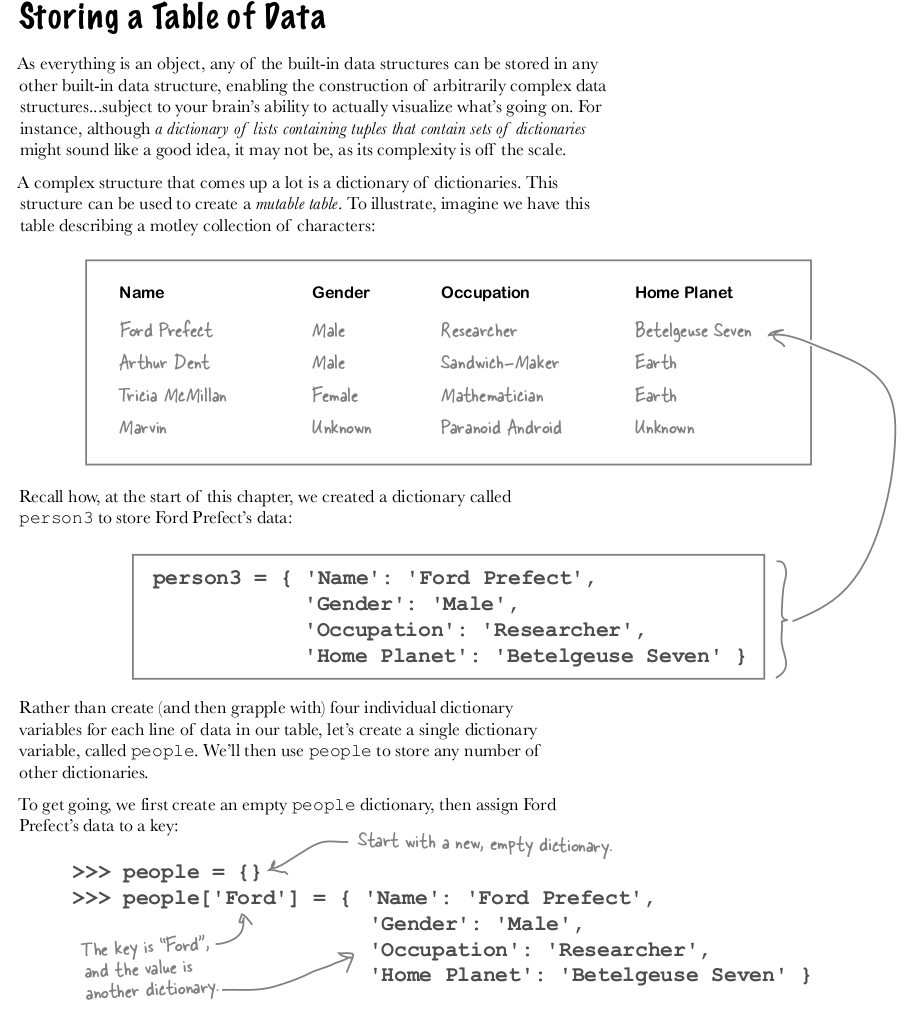 Storing a Table of Data
As everything is an object, any of the built-in data structures can be stored in any
other built-in data structure, enabling the construction of arbitrarily complex data
structures...subject to your brain's ability to actually visualize what's going on. For
instance, although a dictionary of lists containing tuples that contain sets of dictionaries
might sound like a good idea, it may not be, as its complexity is off the scale.
A complex structure that comes up a lot is a dictionary of dictionaries. This
structure can be used to create a mutable table. To illustrate, imagine we have this
table describing a motley collection of characters:
Name Gender Occupation Home Planet
Ford Prefect Male Researcher Betelgeuse Seven
Arthur Dent Male Sandwich-Maker Earth
Tricia McMillan Female Mathematician Earth
Marvin Unknown Paranoid Android Unknown
Recall how, at the start of this chapter, we created a dictionary called
person3 to store Ford Prefect's data:
person3 = { 'Name': 'Ford Prefect',
'Gender': 'Male',
'Occupation': 'Researcher',
'Home Planet': 'Betelgeuse Seven' }
Rather than create (and then grapple with) four individual dictionary
variables for each line of data in our table, let's create a single dictionary
variable, called people. We'll then use people to store any number of
other dictionaries.
To get going, we first create an empty people dictionary, then assign Ford
Prefect's data to a key:
Start with a new, empty dictionary.
>>> people = {}
>>> people['Ford'] = { 'Name': 'Ford Prefect',
'Gender': 'Male',
'Occupation': 'Researcher',
'Home Planet': 'Betelgeuse Seven' }
The key is "Ford",
and the value is
another dictionary.